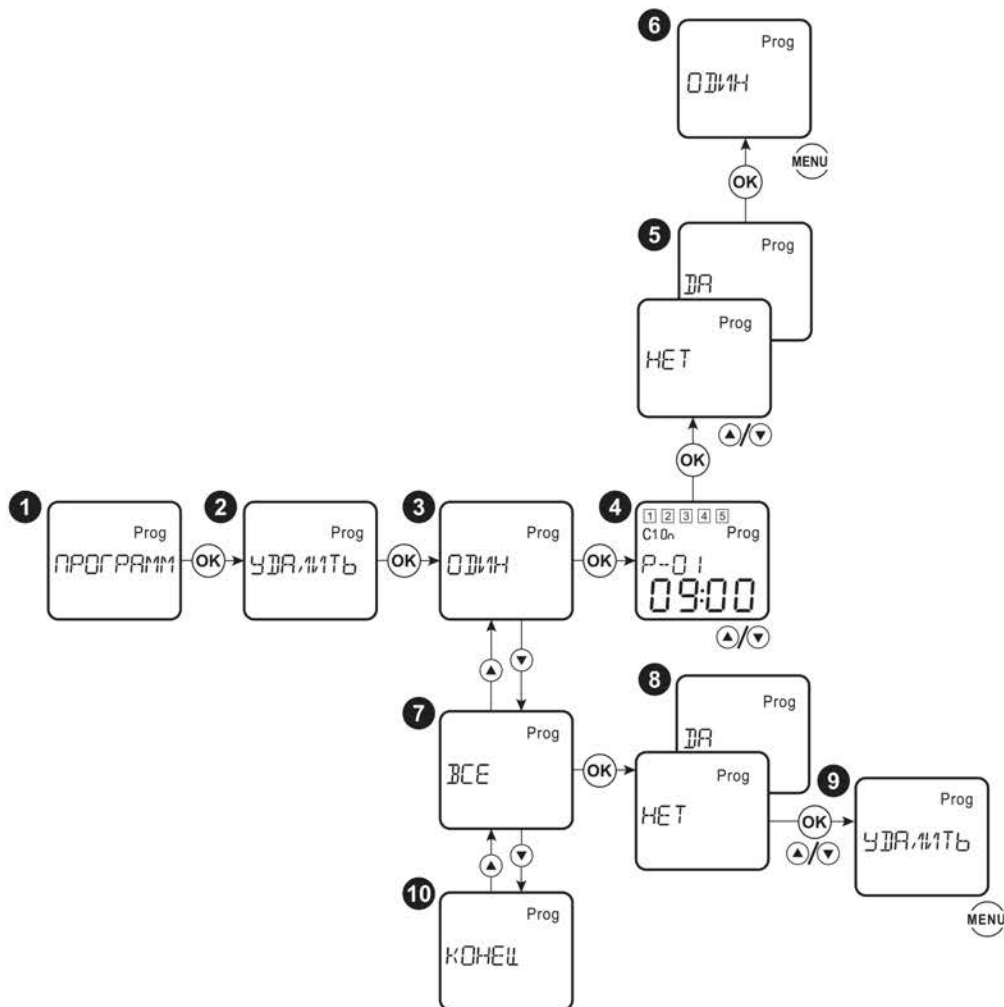 6
Prog
ОДИН
MENU
OK
5
Prog
ДА
Prog
НЕТ
OK
1
Prog
ПРОГРАММ
OK
2
Prog
УДАЛИТЬ
OK
3
Prog
ОДИН
OK
4
1 2 3 4 5
C1On Prog
P-01
09:00
7
Prog
ВСЕ
OK
8
Prog
ДА
Prog
НЕТ
OK
9
Prog
УДАЛИТЬ
MENU
10
Prog
КОНЕЦ